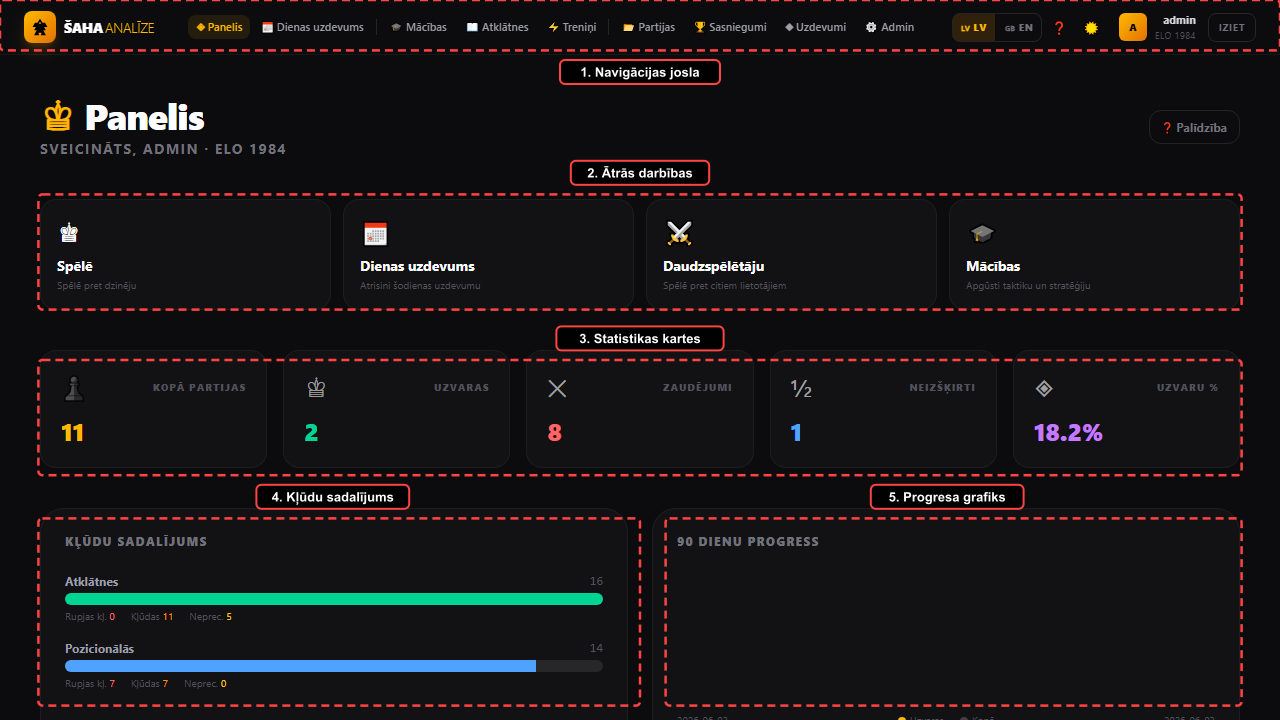 ŠAHA ANALĪZE
Panelis
Dienas uzdevums
Mācības
Atklātnes
Treniņi
Partijas
Sasniegumi
Uzdevumi
Admin
LV LV
GB EN
A
admin
ELO 1984
IZIET
1. Navigācijas josla
Panelis
SVEICINĀTS, ADMIN · ELO 1984
Palīdzība
2. Ātrās darbības
Spēlē
Spēlē pret dzinēju
Dienas uzdevums
Atrisini šodienas uzdevumu
Daudzspēlētāju
Spēlē pret citiem lietotājiem
Mācības
Apgūsti taktiku un stratēģiju
3. Statistikas kartes
KOPĀ PARTIJAS
11
UZVARAS
2
ZAUDĒJUMI
8
½
NEIZŠĶIRTI
1
UZVARU %
18.2%
4. Kļūdu sadalījums
5. Progresa grafiks
KĻŪDU SADALĪJUMS
Atklātnes 16
Rupjas kļ. 0 Kļūdas 11 Neprec. 5
Pozicionālās 14
Rupjas kļ. 7 Kļūdas 7 Neprec. 0
90 DIENU PROGRESS